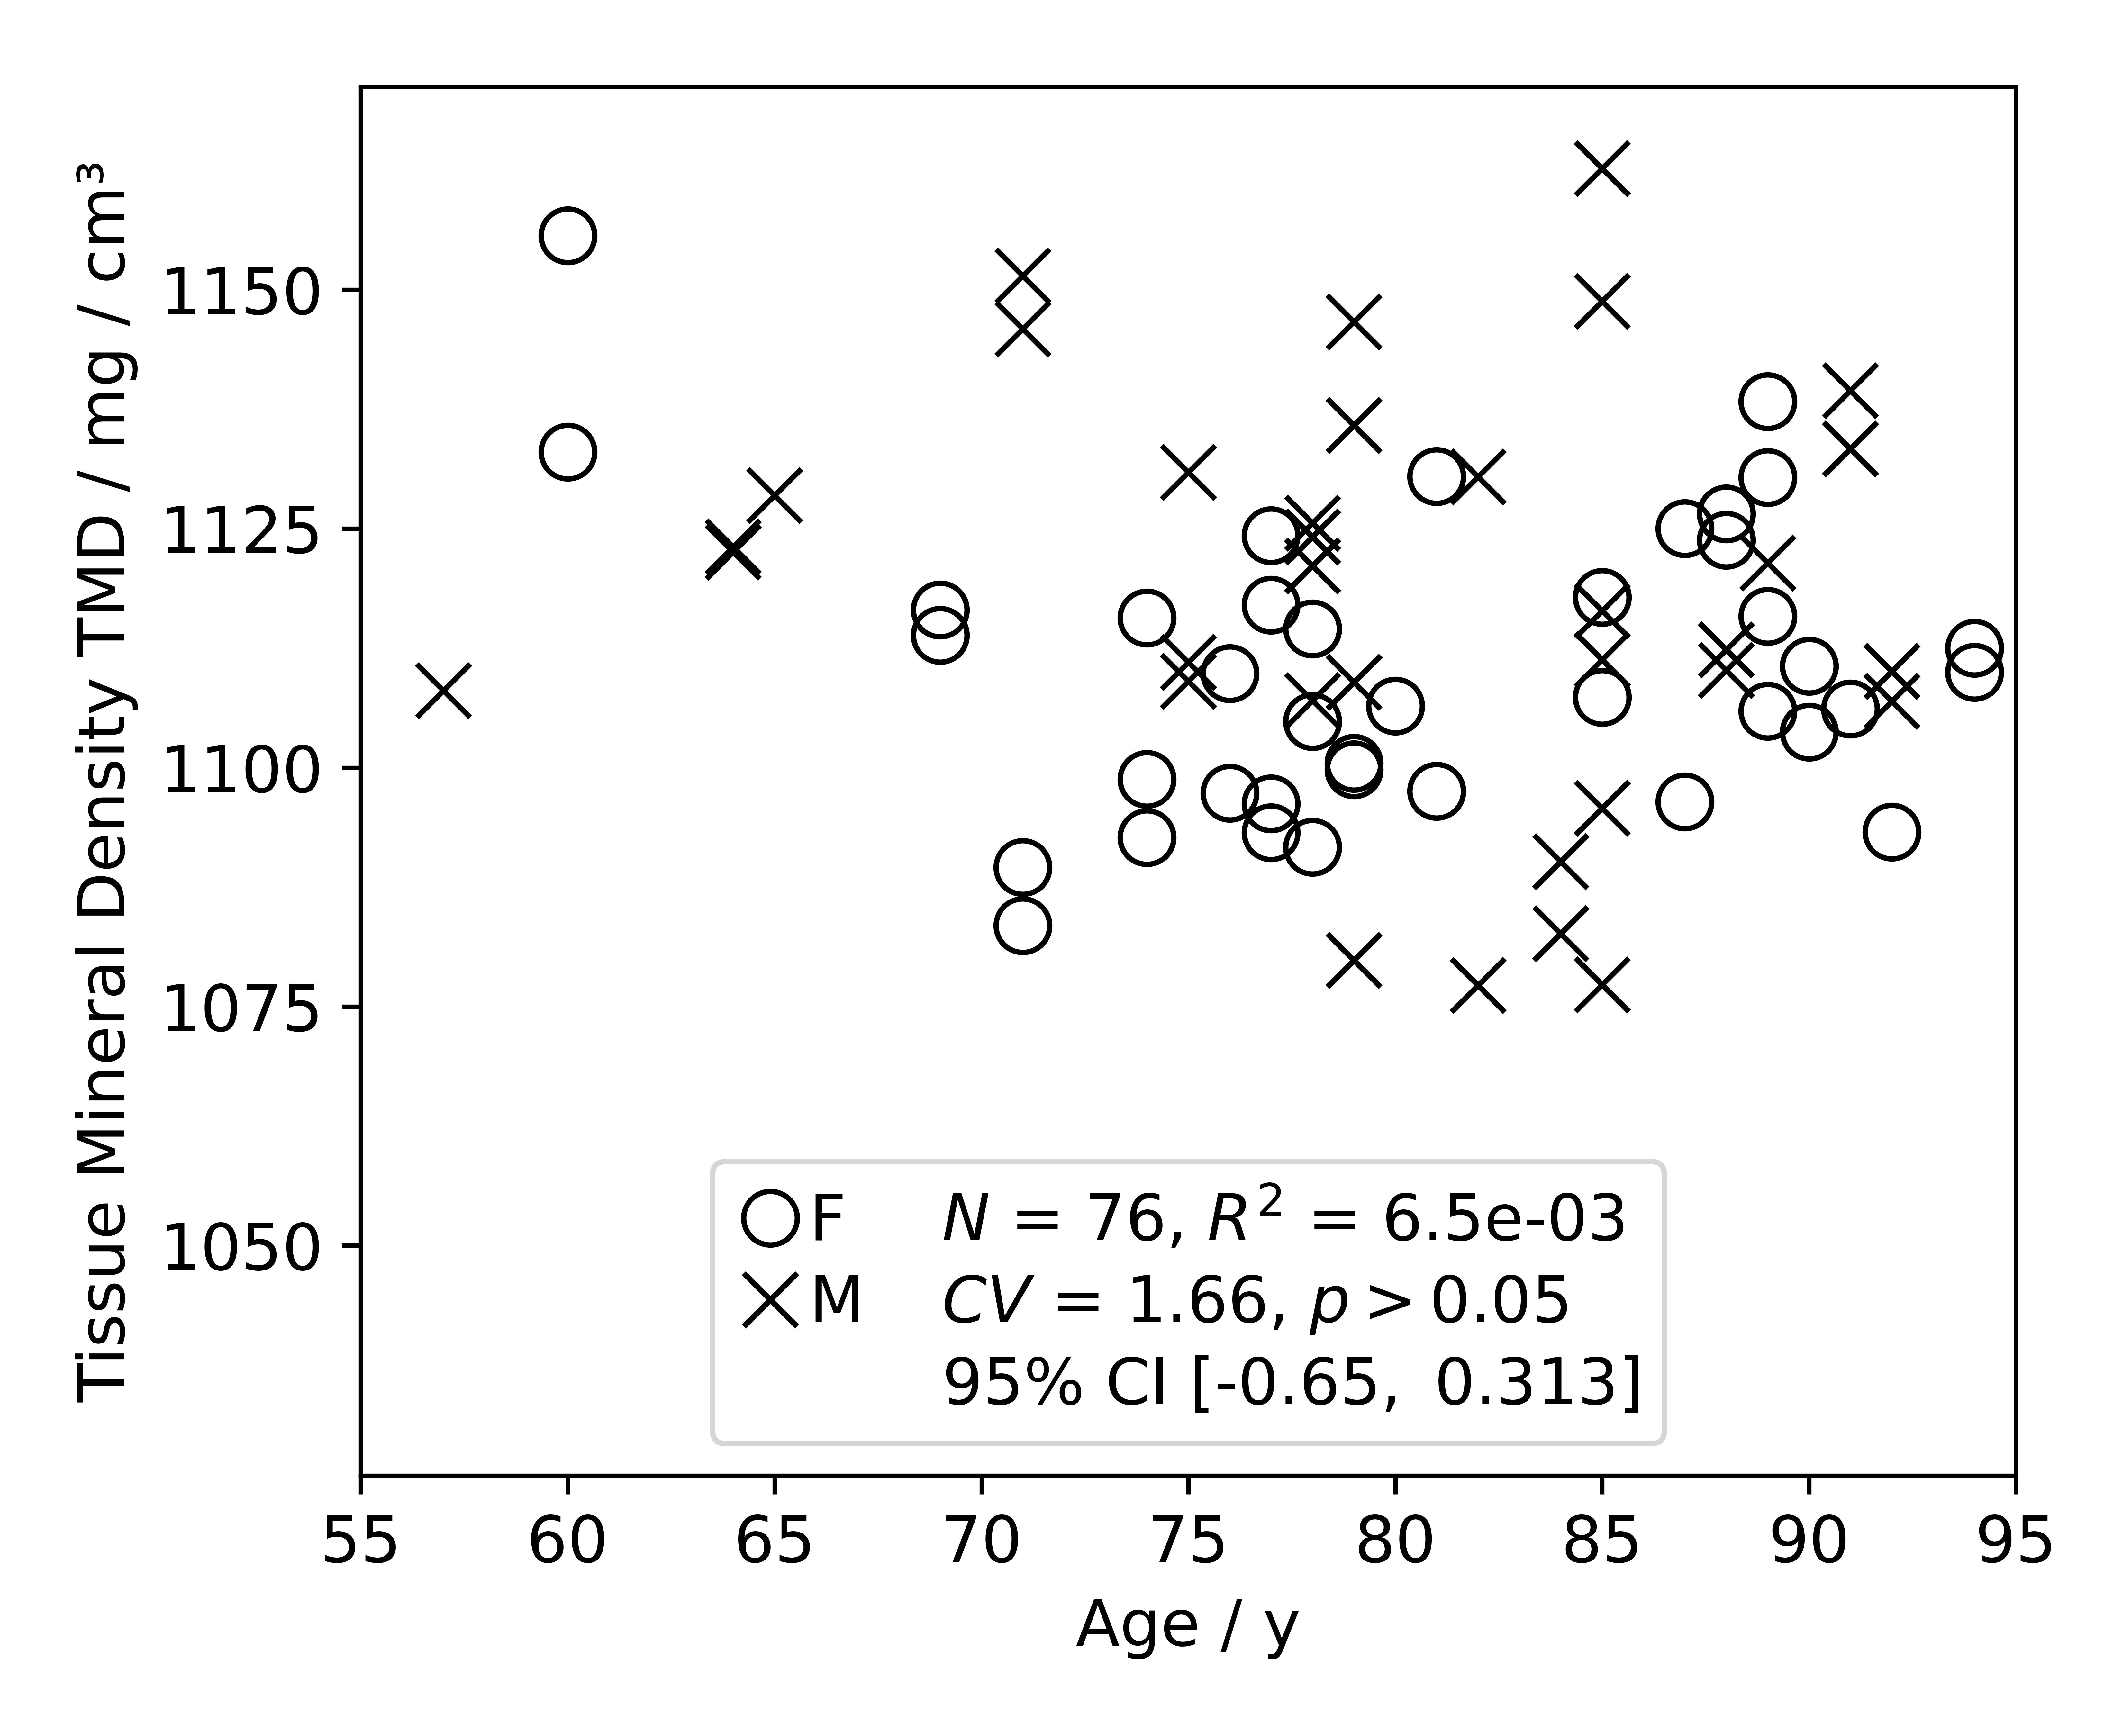 Tissue Mineral Density TMD / mg / cm³
1150
1125
1100
1075
1050
F N = 76, R² = 6.5e-03
M CV = 1.66, p > 0.05
95% CI [-0.65, 0.313]
55 60 65 70 75 80 85 90 95
Age / y